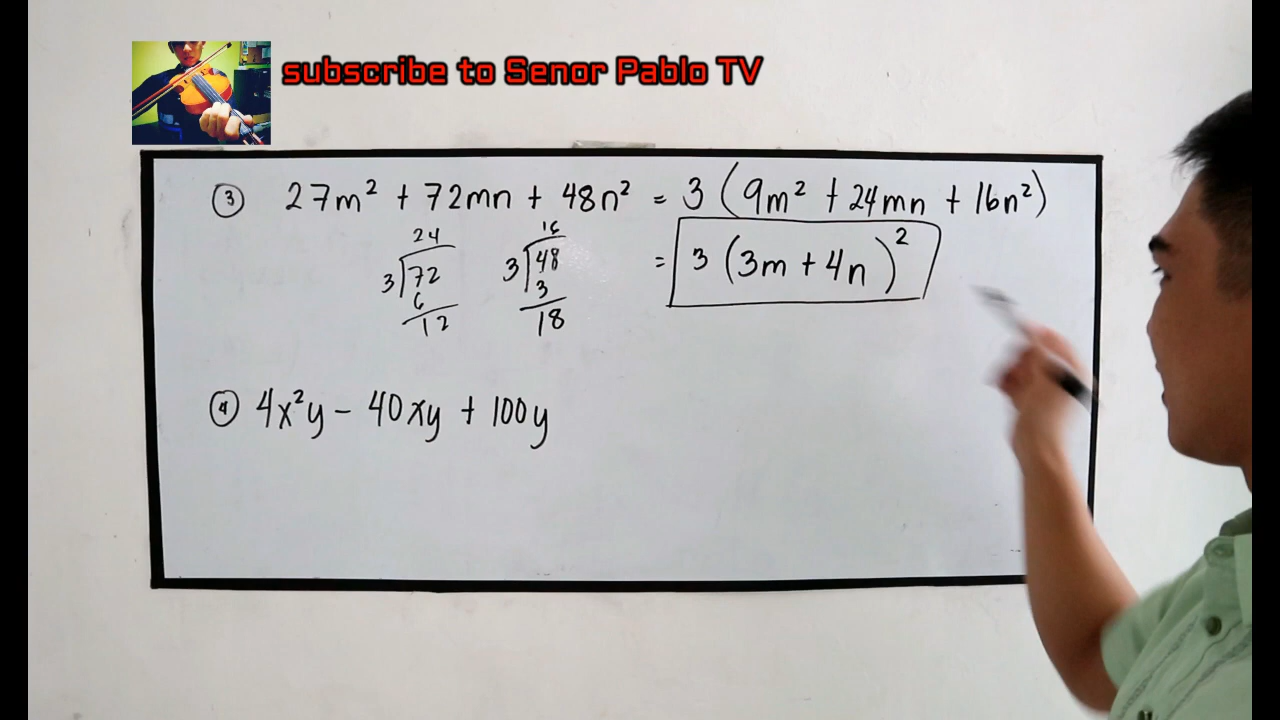 subscribe to Senor Pablo TV
③ 27m² + 72mn + 48n² = 3 (9m² + 24mn + 16n²)
= 3 (3m + 4n)²
24
3⟌72
6
12
16
3⟌48
3
18
④ 4x²y - 40xy + 100y